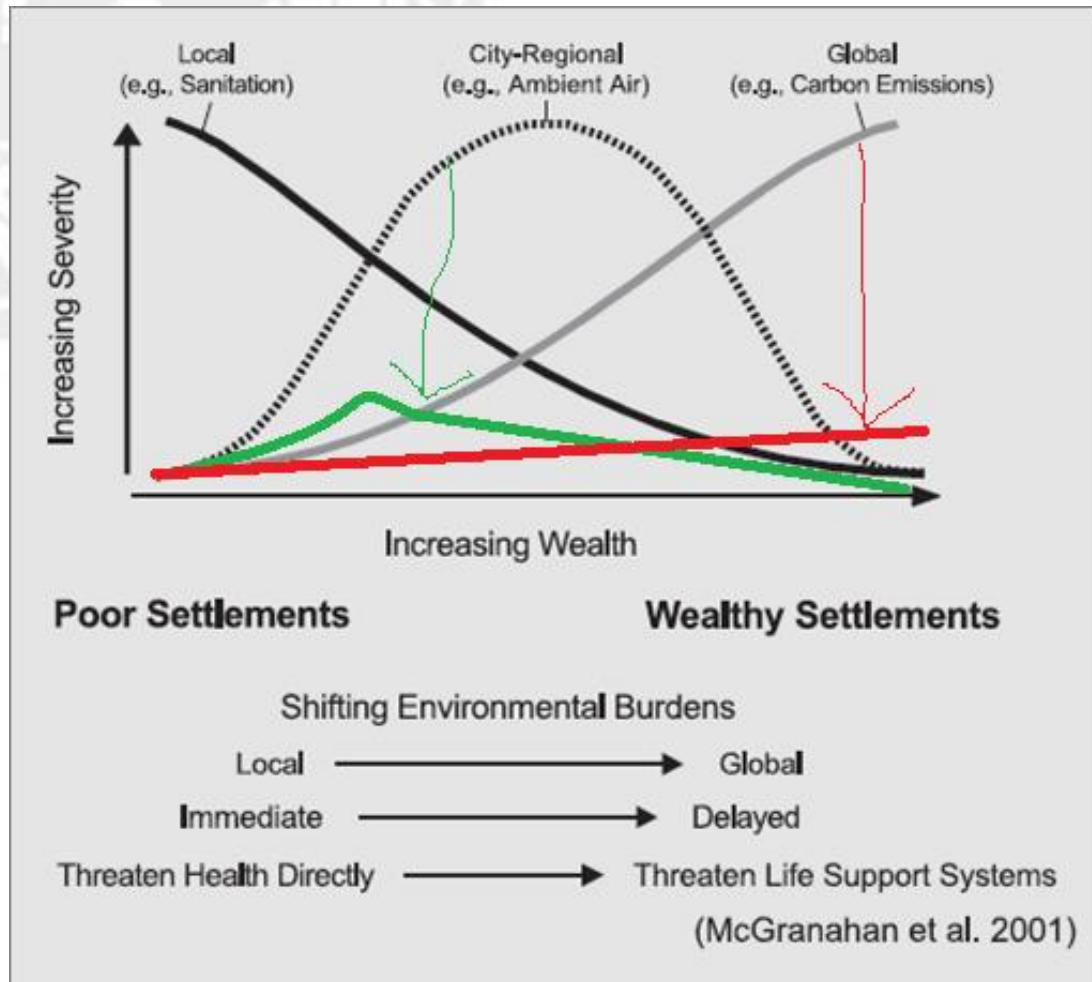 Local
(e.g., Sanitation)
City-Regional
(e.g., Ambient Air)
Global
(e.g., Carbon Emissions)
Increasing Severity
Increasing Wealth
Poor Settlements
Wealthy Settlements
Shifting Environmental Burdens
Local
Global
Immediate
Delayed
Threaten Health Directly
Threaten Life Support Systems
(McGranahan et al. 2001)